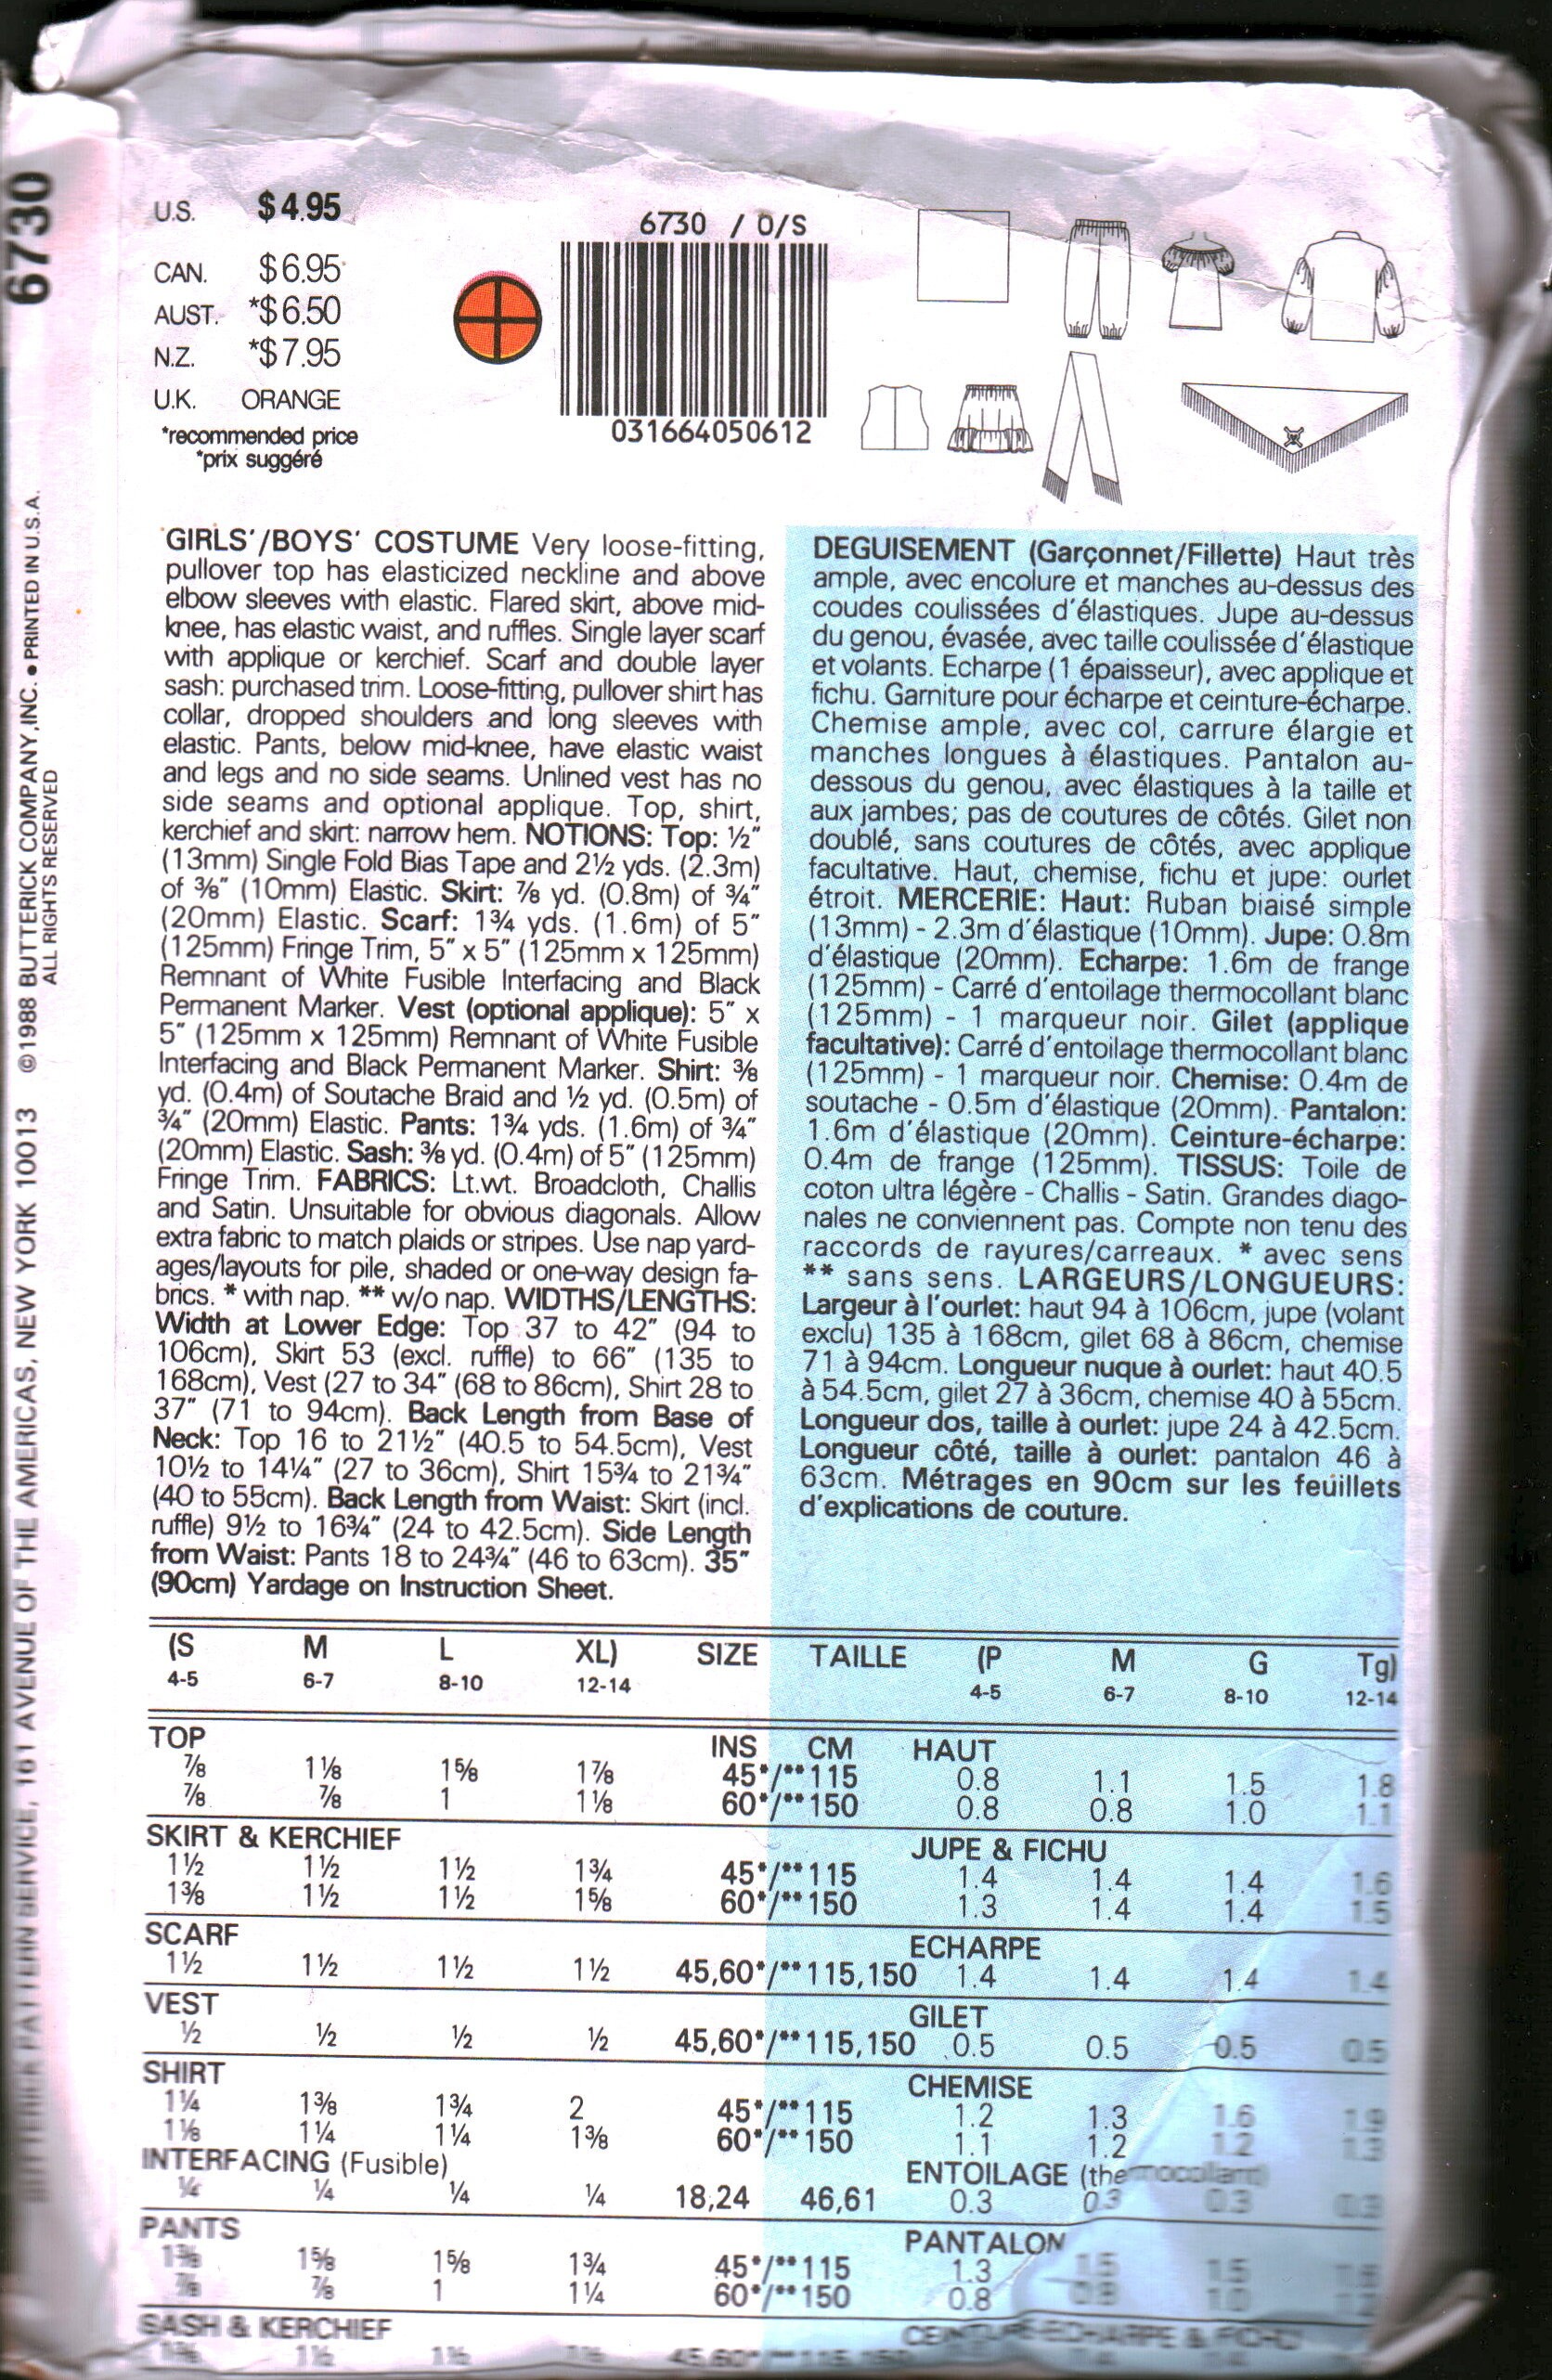 6730
©1988 BUTTERICK COMPANY, INC. • PRINTED IN U.S.A.
ALL RIGHTS RESERVED
PATTERN SERVICE, 161 AVENUE OF THE AMERICAS, NEW YORK 10013
U.S. $4.95
CAN. $6.95
AUST. *$6.50
N.Z. *$7.95
U.K. ORANGE
*recommended price
*prix suggéré
6730 / O/S
031664050612
GIRLS'/BOYS' COSTUME Very loose-fitting,
pullover top has elasticized neckline and above
elbow sleeves with elastic. Flared skirt, above mid-
knee, has elastic waist, and ruffles. Single layer scarf
with applique or kerchief. Scarf and double layer
sash: purchased trim. Loose-fitting, pullover shirt has
collar, dropped shoulders and long sleeves with
elastic. Pants, below mid-knee, have elastic waist
and legs and no side seams. Unlined vest has no
side seams and optional applique. Top, shirt,
kerchief and skirt: narrow hem. NOTIONS: Top: ½"
(13mm) Single Fold Bias Tape and 2½ yds. (2.3m)
of ⅜" (10mm) Elastic. Skirt: ⅞ yd. (0.8m) of ¾"
(20mm) Elastic. Scarf: 1¾ yds. (1.6m) of 5"
(125mm) Fringe Trim, 5" x 5" (125mm x 125mm)
Remnant of White Fusible Interfacing and Black
Permanent Marker. Vest (optional applique): 5" x
5" (125mm x 125mm) Remnant of White Fusible
Interfacing and Black Permanent Marker. Shirt: ⅜
yd. (0.4m) of Soutache Braid and ½ yd. (0.5m) of
¾" (20mm) Elastic. Pants: 1¾ yds. (1.6m) of ¾"
(20mm) Elastic. Sash: ⅜ yd. (0.4m) of 5" (125mm)
Fringe Trim. FABRICS: Lt.wt. Broadcloth, Challis
and Satin. Unsuitable for obvious diagonals. Allow
extra fabric to match plaids or stripes. Use nap yard-
ages/layouts for pile, shaded or one-way design fa-
brics. * with nap. ** w/o nap. WIDTHS/LENGTHS:
Width at Lower Edge: Top 37 to 42" (94 to
106cm), Skirt 53 (excl. ruffle) to 66" (135 to
168cm), Vest (27 to 34" (68 to 86cm), Shirt 28 to
37" (71 to 94cm). Back Length from Base of
Neck: Top 16 to 21½" (40.5 to 54.5cm), Vest
10½ to 14¼" (27 to 36cm), Shirt 15¾ to 21¾"
(40 to 55cm). Back Length from Waist: Skirt (incl.
ruffle) 9½ to 16¾" (24 to 42.5cm). Side Length
from Waist: Pants 18 to 24¾" (46 to 63cm). 35"
(90cm) Yardage on Instruction Sheet.
DEGUISEMENT (Garçonnet/Fillette) Haut très
ample, avec encolure et manches au-dessus des
coudes coulissées d'élastiques. Jupe au-dessus
du genou, évasée, avec taille coulissée d'élastique
et volants. Echarpe (1 épaisseur), avec applique et
fichu. Garniture pour écharpe et ceinture-écharpe.
Chemise ample, avec col, carrure élargie et
manches longues à élastiques. Pantalon au-
dessous du genou, avec élastiques à la taille et
aux jambes; pas de coutures de côtés. Gilet non
doublé, sans coutures de côtés, avec applique
facultative. Haut, chemise, fichu et jupe: ourlet
étroit. MERCERIE: Haut: Ruban biaisé simple
(13mm) - 2.3m d'élastique (10mm). Jupe: 0.8m
d'élastique (20mm). Echarpe: 1.6m de frange
(125mm) - Carré d'entoilage thermocollant blanc
(125mm) - 1 marqueur noir. Gilet (applique
facultative): Carré d'entoilage thermocollant blanc
(125mm) - 1 marqueur noir. Chemise: 0.4m de
soutache - 0.5m d'élastique (20mm). Pantalon:
1.6m d'élastique (20mm). Ceinture-écharpe:
0.4m de frange (125mm). TISSUS: Toile de
coton ultra légère - Challis - Satin. Grandes diago-
nales ne conviennent pas. Compte non tenu des
raccords de rayures/carreaux. * avec sens
** sans sens. LARGEURS/LONGUEURS:
Largeur à l'ourlet: haut 94 à 106cm, jupe (volant
exclu) 135 à 168cm, gilet 68 à 86cm, chemise
71 à 94cm. Longueur nuque à ourlet: haut 40.5
à 54.5cm, gilet 27 à 36cm, chemise 40 à 55cm.
Longueur dos, taille à ourlet: jupe 24 à 42.5cm.
Longueur côté, taille à ourlet: pantalon 46 à
63cm. Métrages en 90cm sur les feuillets
d'explications de couture.
(S M L XL) SIZE TAILLE (P M G Tg)
4-5 6-7 8-10 12-14 4-5 6-7 8-10 12-14
TOP INS CM HAUT
⅞ 1⅛ 1⅝ 1⅞ 45*/**115 0.8 1.1 1.5 1.8
⅞ ⅞ 1 1⅛ 60*/**150 0.8 0.8 1.0 1.1
SKIRT & KERCHIEF JUPE & FICHU
1½ 1½ 1½ 1¾ 45*/**115 1.4 1.4 1.4 1.6
1⅜ 1½ 1½ 1⅝ 60*/**150 1.3 1.4 1.4 1.5
SCARF ECHARPE
1½ 1½ 1½ 1½ 45,60*/**115,150 1.4 1.4 1.4 1.4
VEST GILET
½ ½ ½ ½ 45,60*/**115,150 0.5 0.5 0.5 0.5
SHIRT CHEMISE
1¼ 1⅜ 1¾ 2 45*/**115 1.2 1.3 1.6 1.9
1⅛ 1¼ 1¼ 1⅜ 60*/**150 1.1 1.2 1.2 1.3
INTERFACING (Fusible) ENTOILAGE (thermocollant)
¼ ¼ ¼ ¼ 18,24 46,61 0.3 0.3 0.3 0.3
PANTS PANTALON
1⅜ 1⅝ 1⅝ 1¾ 45*/**115 1.3 1.5 1.5
⅞ ⅞ 1 1¼ 60*/**150 0.8 0.8 1.0
SASH & KERCHIEF CEINTURE-ECHARPE & FICHU
1½ 1½ 45,60*/**115,150